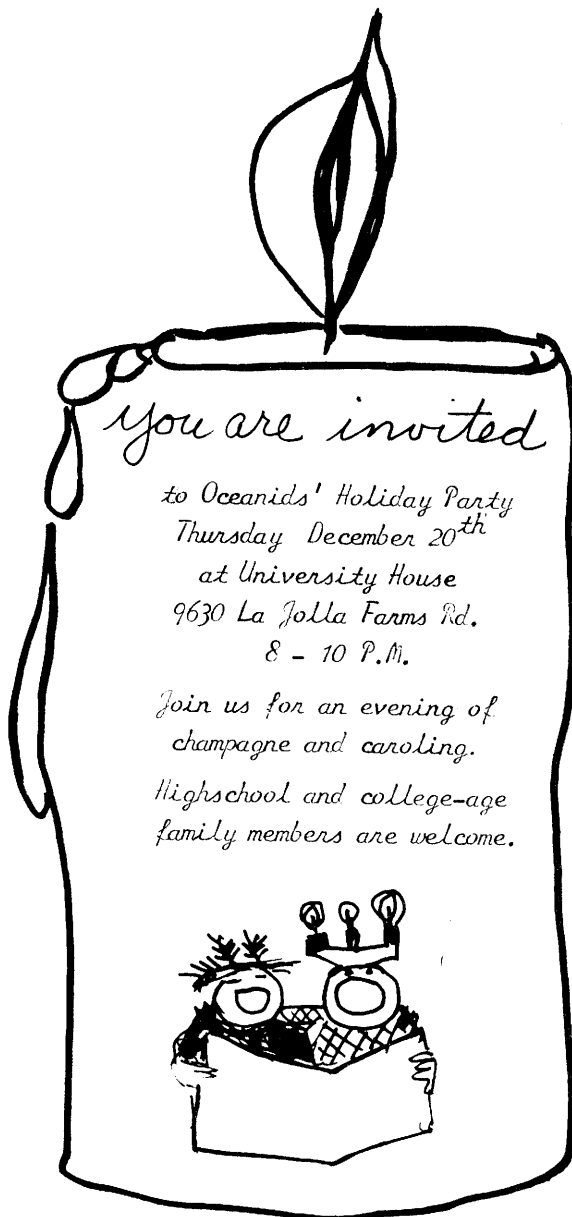 you are invited
to Oceanids' Holiday Party
Thursday December 20th
at University House
9630 La Jolla Farms Rd.
8 - 10 P.M.
Join us for an evening of
champagne and caroling.
Highschool and college-age
family members are welcome.